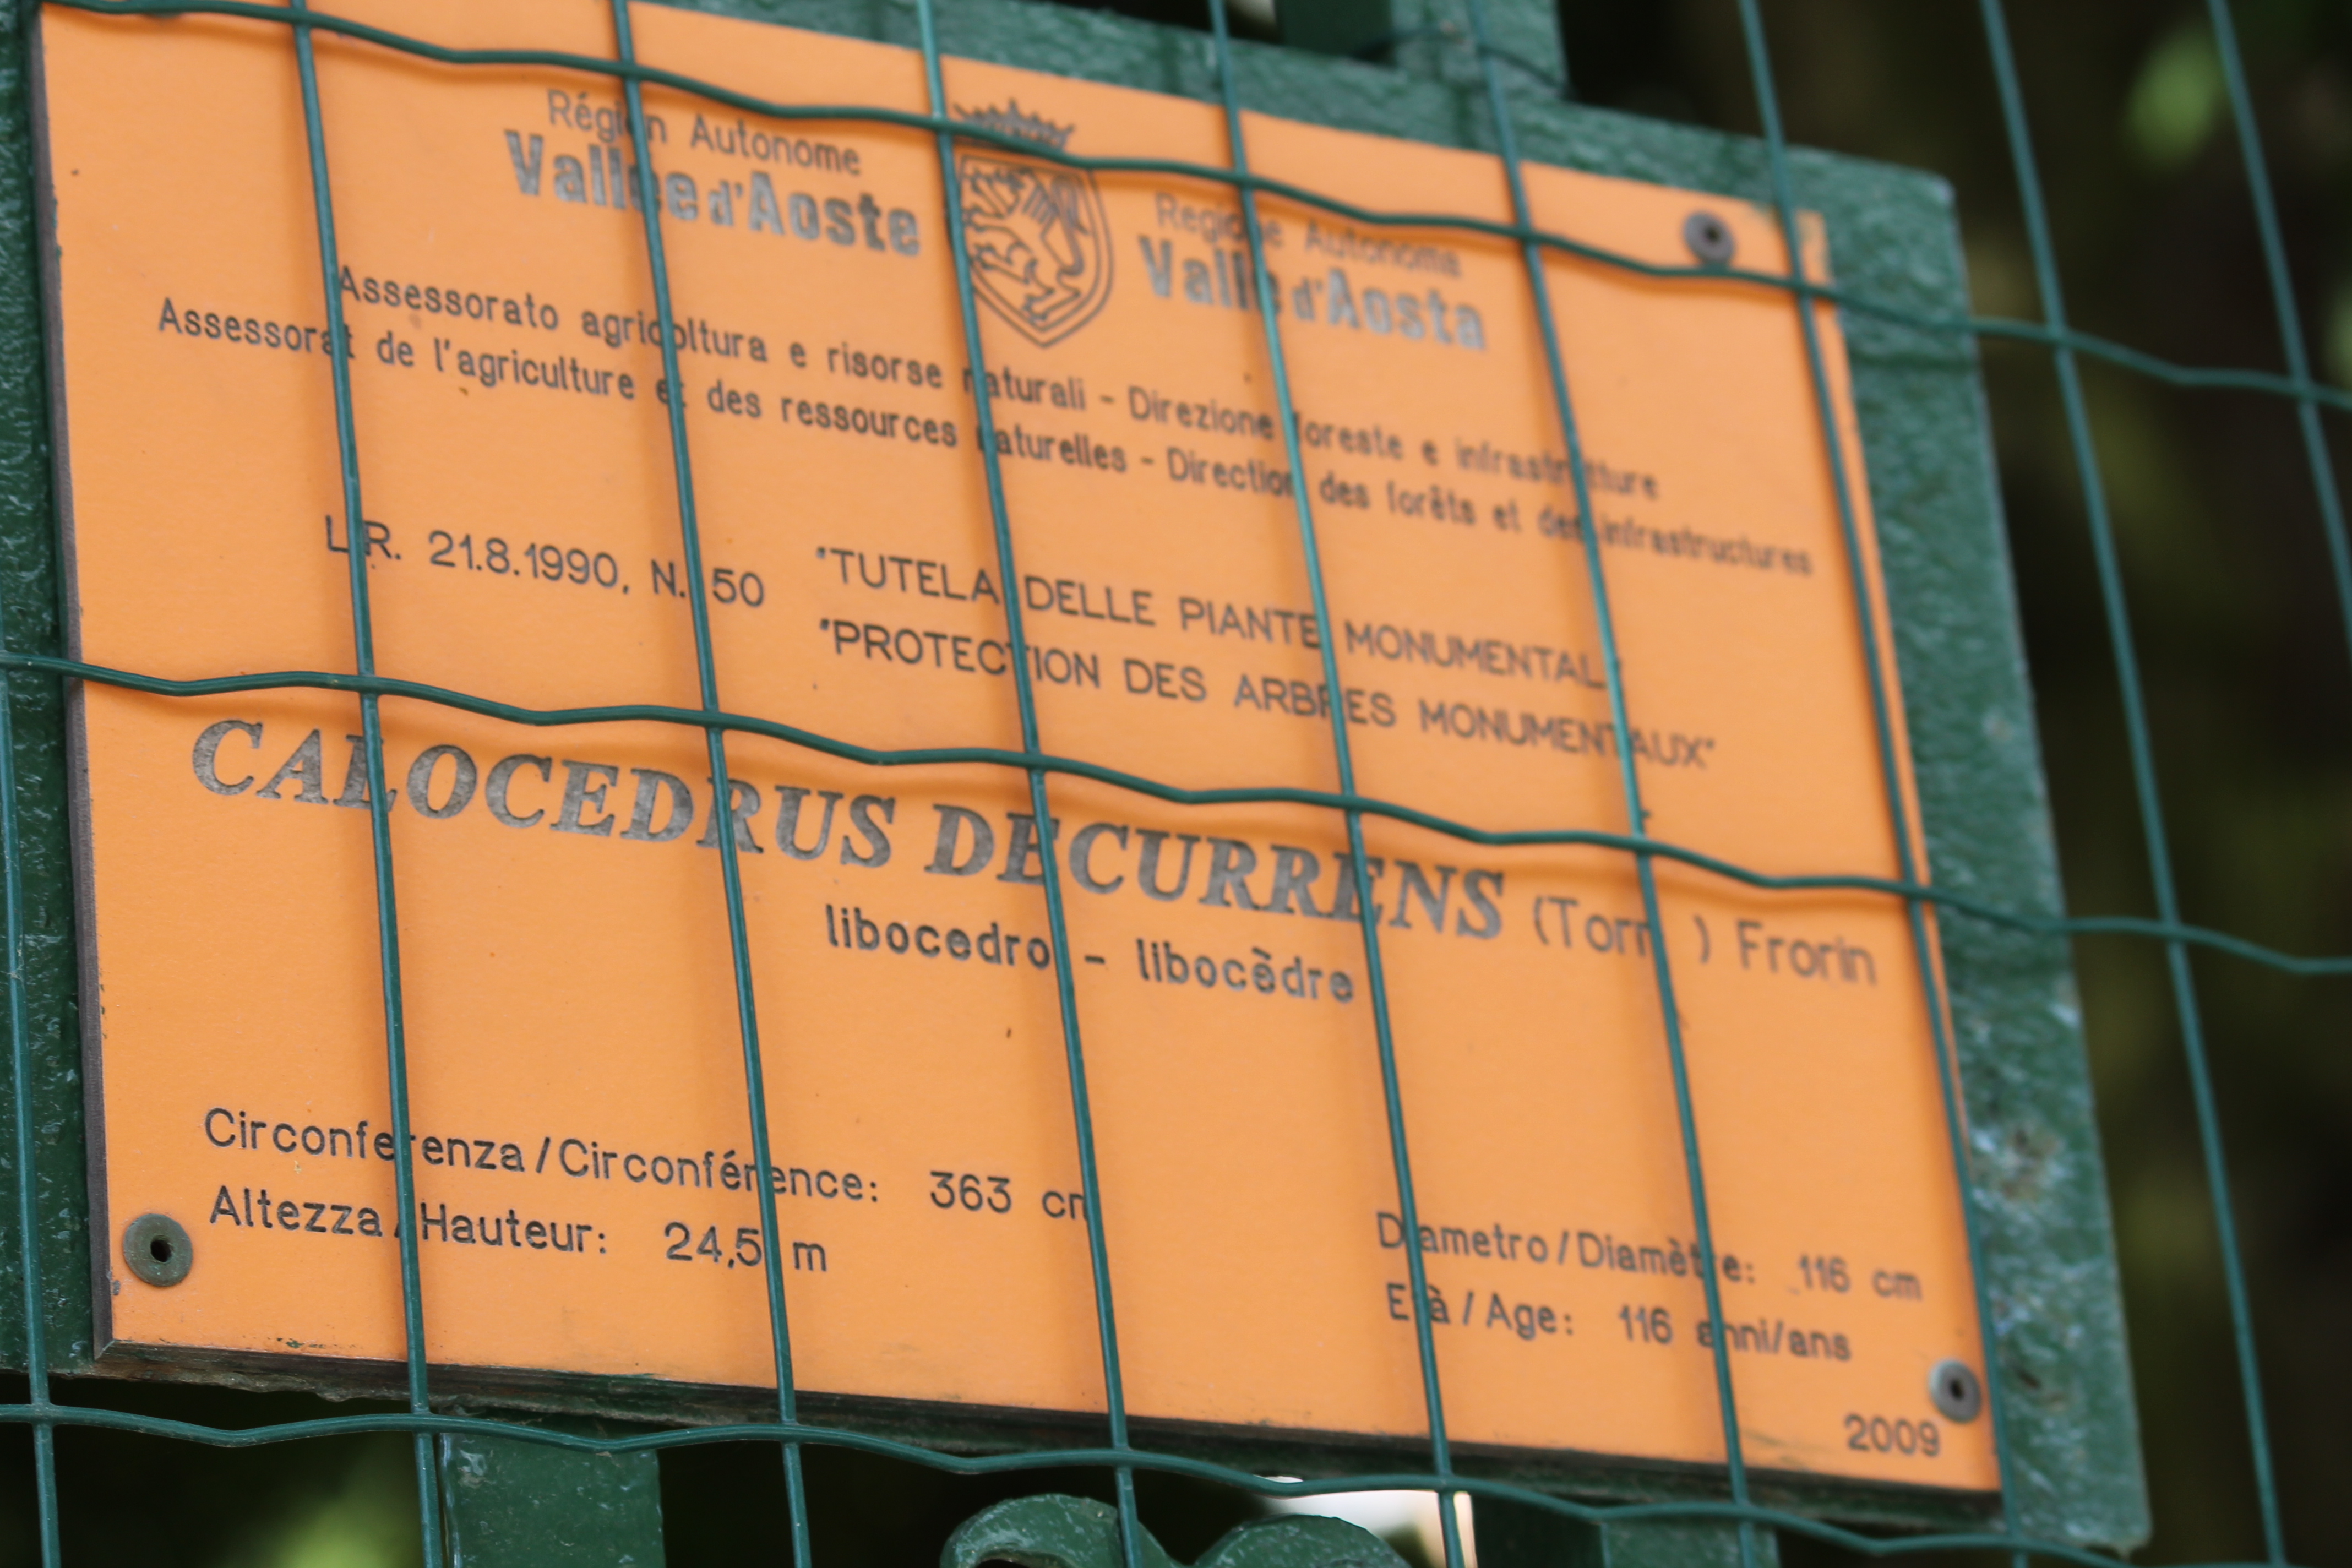 Région Autonome
Vallée d'Aoste
Regione Autonoma
Valle d'Aosta
Assessorato agricoltura e risorse naturali - Direzione foreste e infrastrutture
Assessorat de l'agriculture et des ressources naturelles - Direction des forêts et des infrastructures
L.R. 21.8.1990, N. 50 "TUTELA DELLE PIANTE MONUMENTALI"
"PROTECTION DES ARBRES MONUMENTAUX"
CALOCEDRUS DECURRENS (Torr. ) Frorin
libocedro - libocèdre
Circonferenza/Circonférence: 363 cm
Altezza/Hauteur: 24,5 m
Diametro/Diamètre: 116 cm
Età/Age: 116 anni/ans
2009